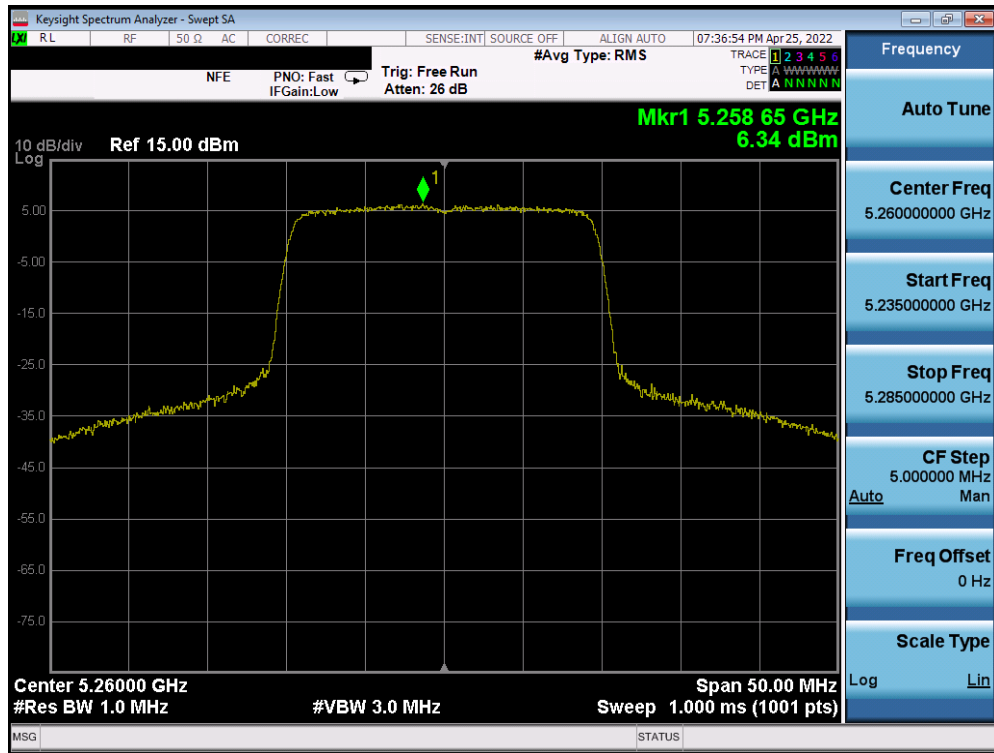 Keysight Spectrum Analyzer - Swept SA
LXI RL RF 50 Ω AC CORREC SENSE:INT SOURCE OFF ALIGN AUTO 07:36:54 PM Apr 25, 2022
#Avg Type: RMS
NFE PNO: Fast Trig: Free Run
IFGain:Low Atten: 26 dB
TRACE 1 2 3 4 5 6
TYPE A WWWWW
DET A N N N N N
Mkr1 5.258 65 GHz
6.34 dBm
10 dB/div Ref 15.00 dBm
Log
1
5.00
-5.00
-15.0
-25.0
-35.0
-45.0
-55.0
-65.0
-75.0
Center 5.26000 GHz Span 50.00 MHz
#Res BW 1.0 MHz #VBW 3.0 MHz Sweep 1.000 ms (1001 pts)
MSG STATUS
Frequency
Auto Tune
Center Freq
5.260000000 GHz
Start Freq
5.235000000 GHz
Stop Freq
5.285000000 GHz
CF Step
5.000000 MHz
Auto Man
Freq Offset
0 Hz
Scale Type
Log Lin